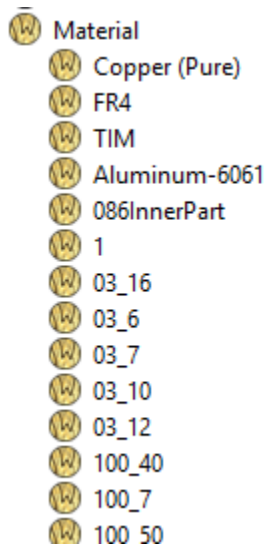 Material
Copper (Pure)
FR4
TIM
Aluminum-6061
086InnerPart
1
03_16
03_6
03_7
03_10
03_12
100_40
100_7
100_50